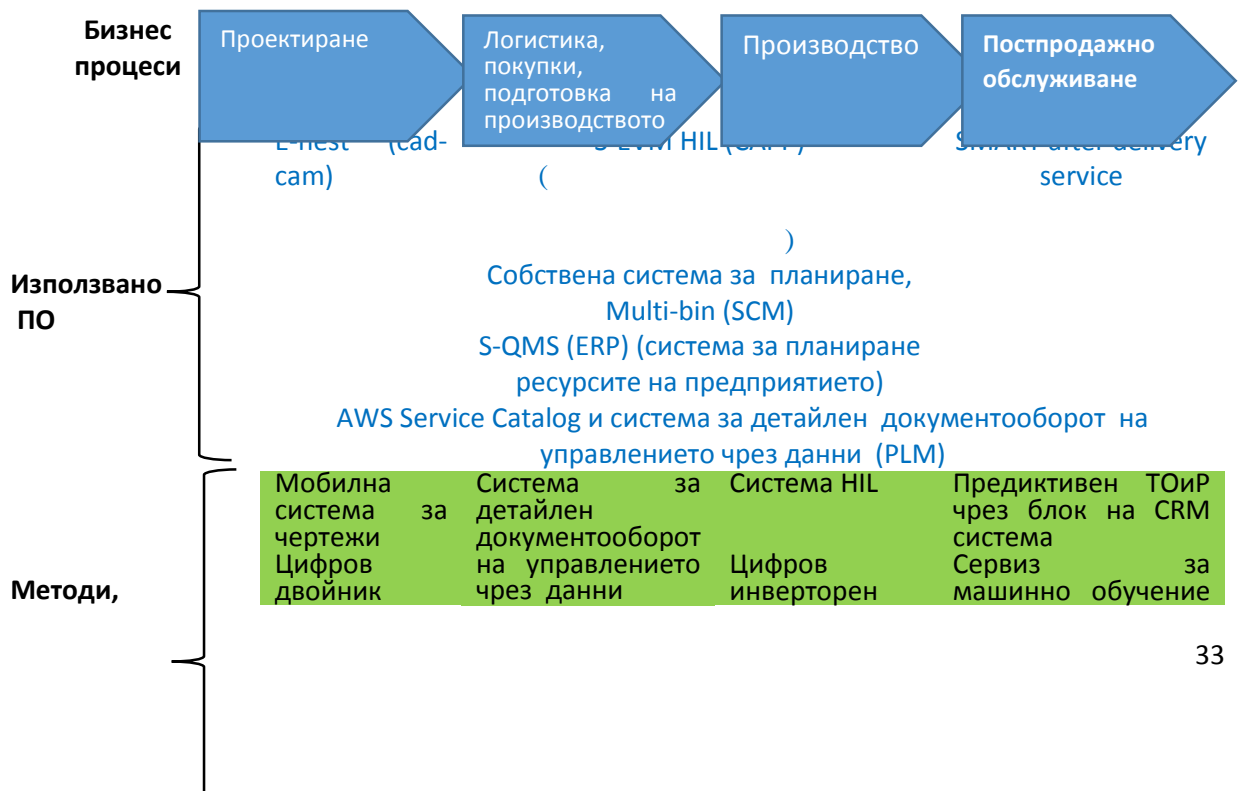 Бизнес
процеси
Проектиране
Логистика,
покупки,
подготовка на
производството
Производство
Постпродажно
обслуживане
(cad-
cam)
HIL
(
service
)
Използвано
ПО
Собствена система за планиране,
Multi-bin (SCM)
S-QMS (ERP) (система за планиране
ресурсите на предприятието)
AWS Service Catalog и система за детайлен документооборот на
управлението чрез данни (PLM)
Методи,
Мобилна
система за
чертежи
Цифров
двойник
Система за
детайлен
документооборот
на управлението
чрез данни
Система HIL
Цифров
инверторен
Предиктивен ТОиР
чрез блок на CRM
система
Сервиз за
машинно обучение
33